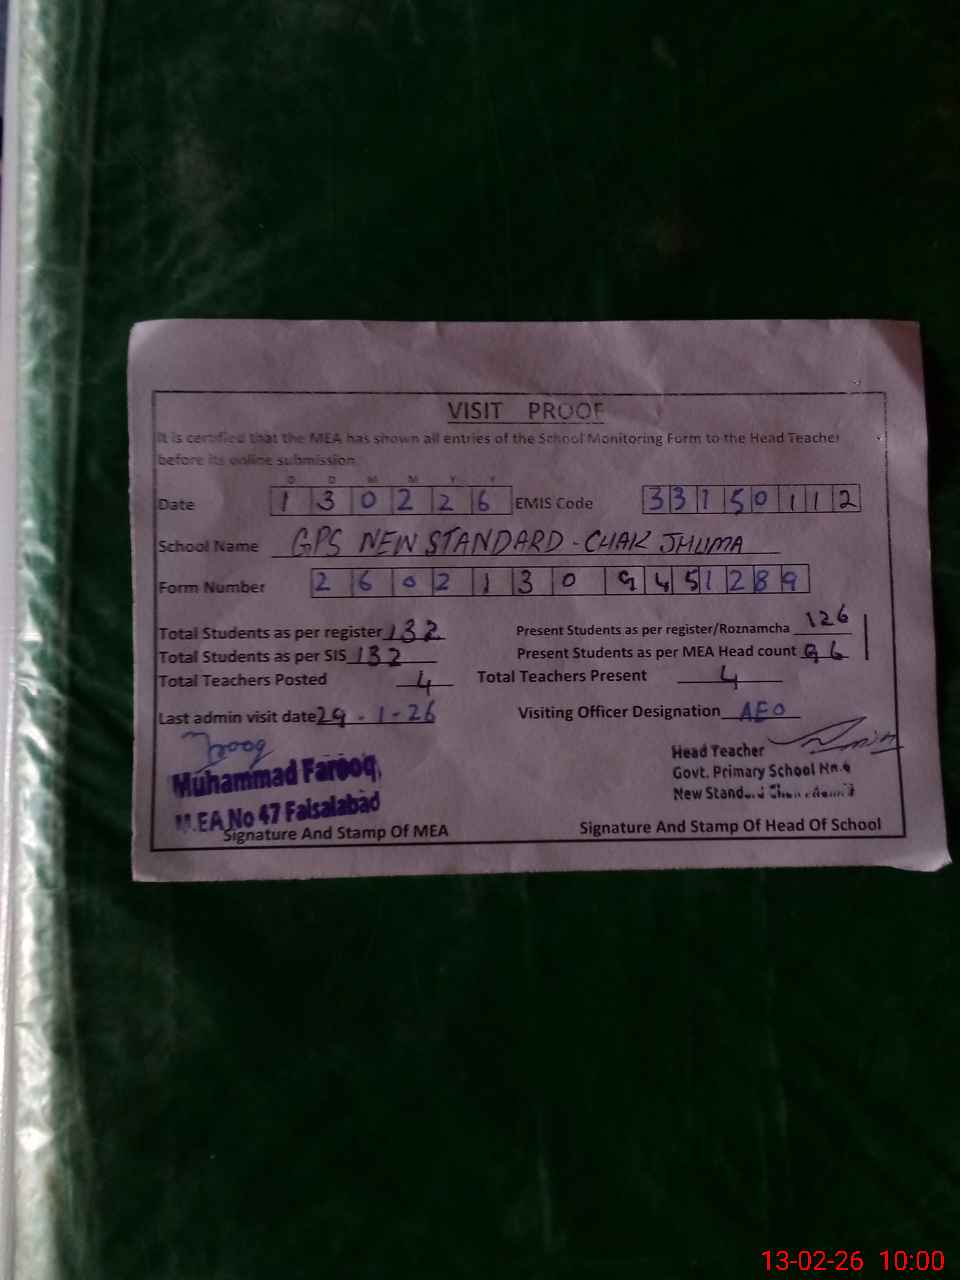 VISIT PROOF
It is certified that the MEA has shown all entries of the School Monitoring Form to the Head Teacher
before its online submission
D D M M Y Y
Date 1 3 0 2 2 6 EMIS Code 3 3 1 5 0 1 1 2
School Name GPS NEW STANDARD - CHAK JHUMA
Form Number 2 6 0 2 1 3 0 9 4 5 1 2 8 9
Total Students as per register 132 Present Students as per register/Roznamcha 126
Total Students as per SIS 132 Present Students as per MEA Head count 96
Total Teachers Posted 4 Total Teachers Present 4
Last admin visit date 29-1-26 Visiting Officer Designation AEO
Farooq
Muhammad Farooq,
M.EA No 47 Faisalabad
Signature And Stamp Of MEA
Head Teacher
Govt. Primary School
New Standard
Signature And Stamp Of Head Of School
13-02-26 10:00